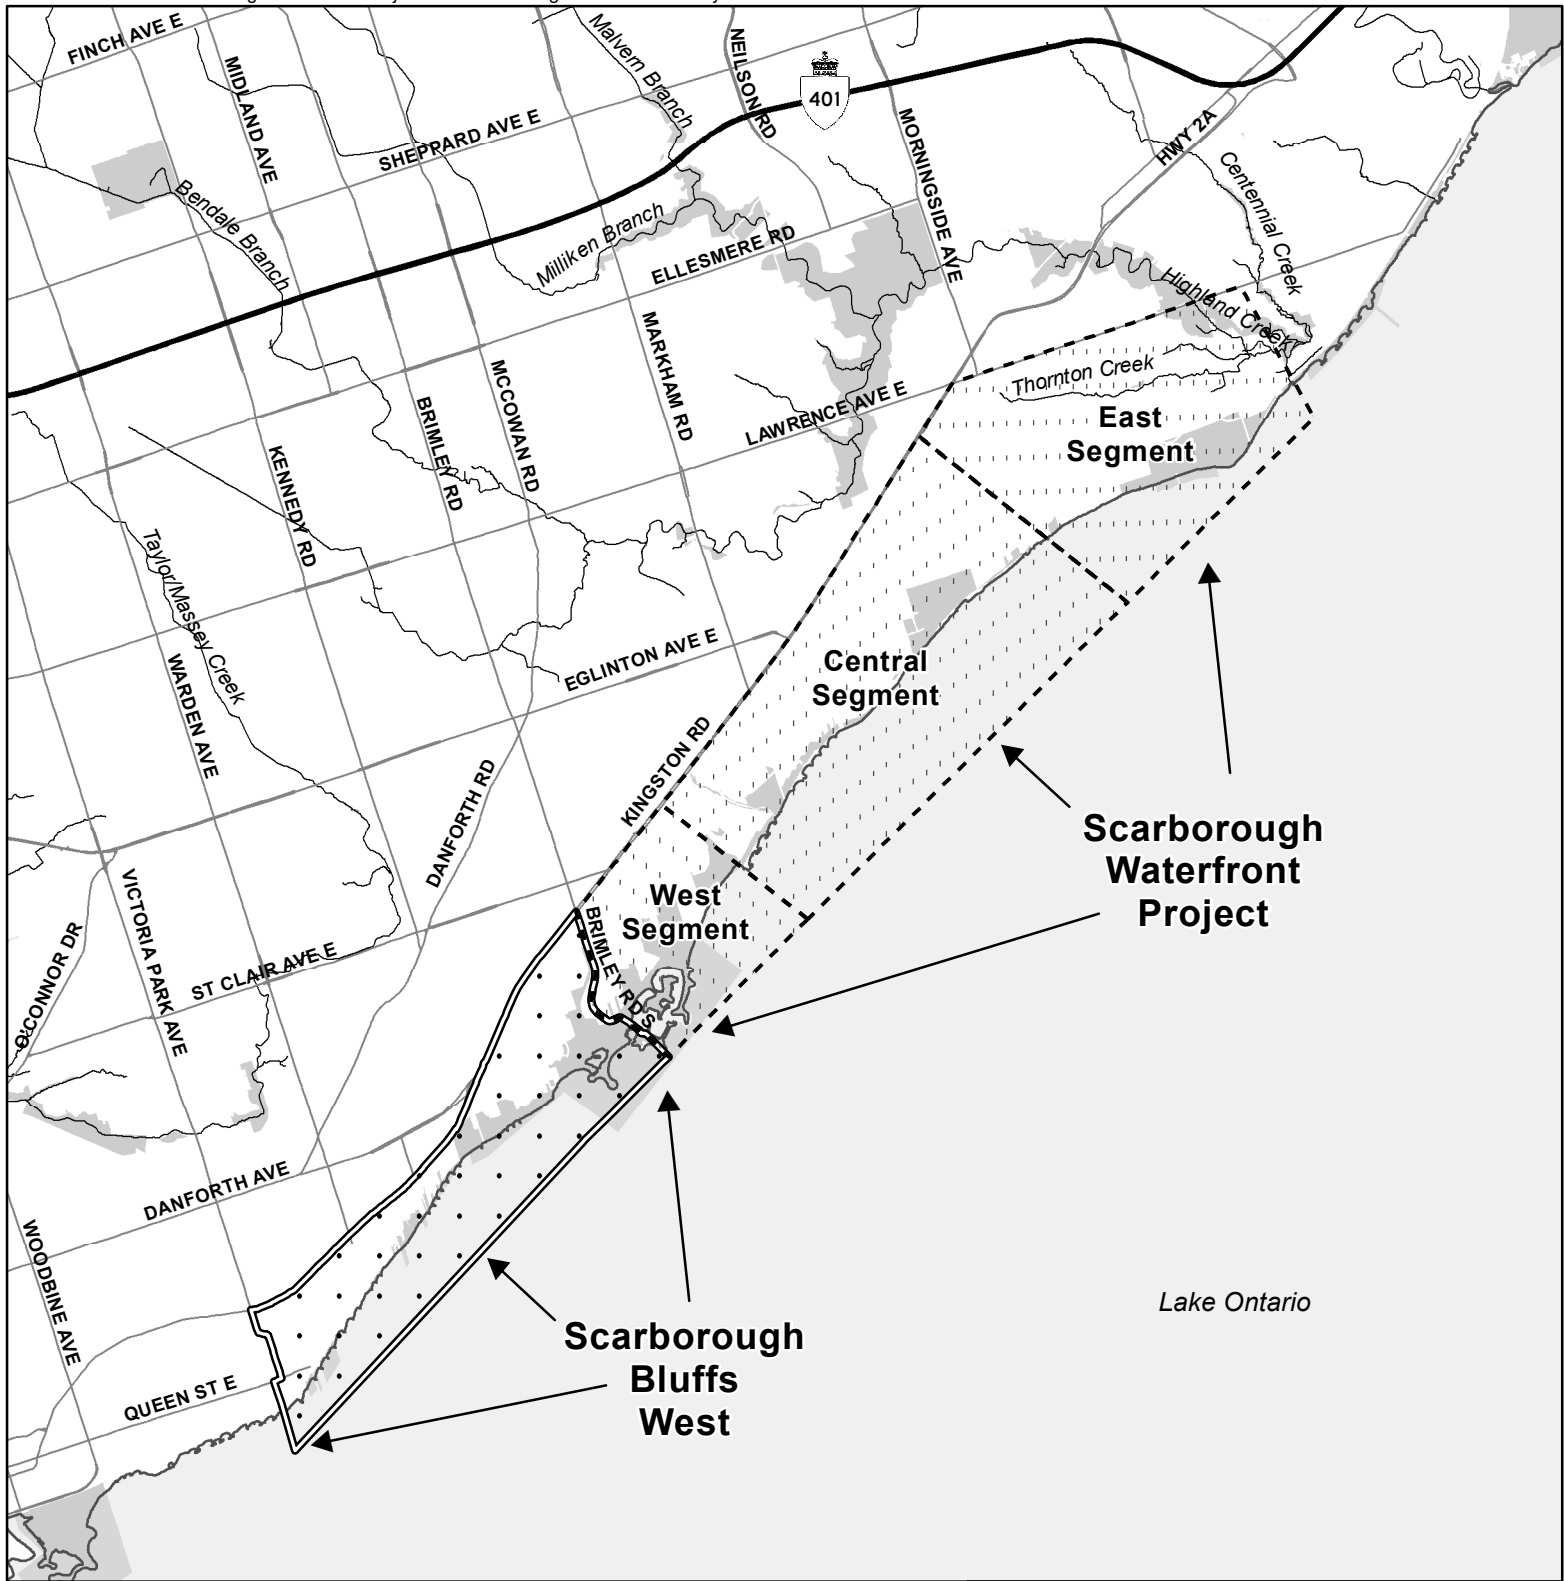 FINCH AVE E
MIDLAND AVE
Malvern Branch
NEILSON RD
401
SHEPPARD AVE E
MORNINGSIDE AVE
HWY 2A
Centennial Creek
Bendale Branch
Milliken Branch
ELLESMERE RD
Highland Creek
MARKHAM RD
MCCOWAN RD
BRIMLEY RD
LAWRENCE AVE E
Thornton Creek
East
Segment
KENNEDY RD
Taylor/Massey Creek
WARDEN AVE
EGLINTON AVE E
Central
Segment
KINGSTON RD
DANFORTH RD
Scarborough
Waterfront
Project
VICTORIA PARK AVE
O'CONNOR DR
ST CLAIR AVE E
West
Segment
BRIMLEY RD S
DANFORTH AVE
WOODBINE AVE
QUEEN ST E
Scarborough
Bluffs
West
Lake Ontario